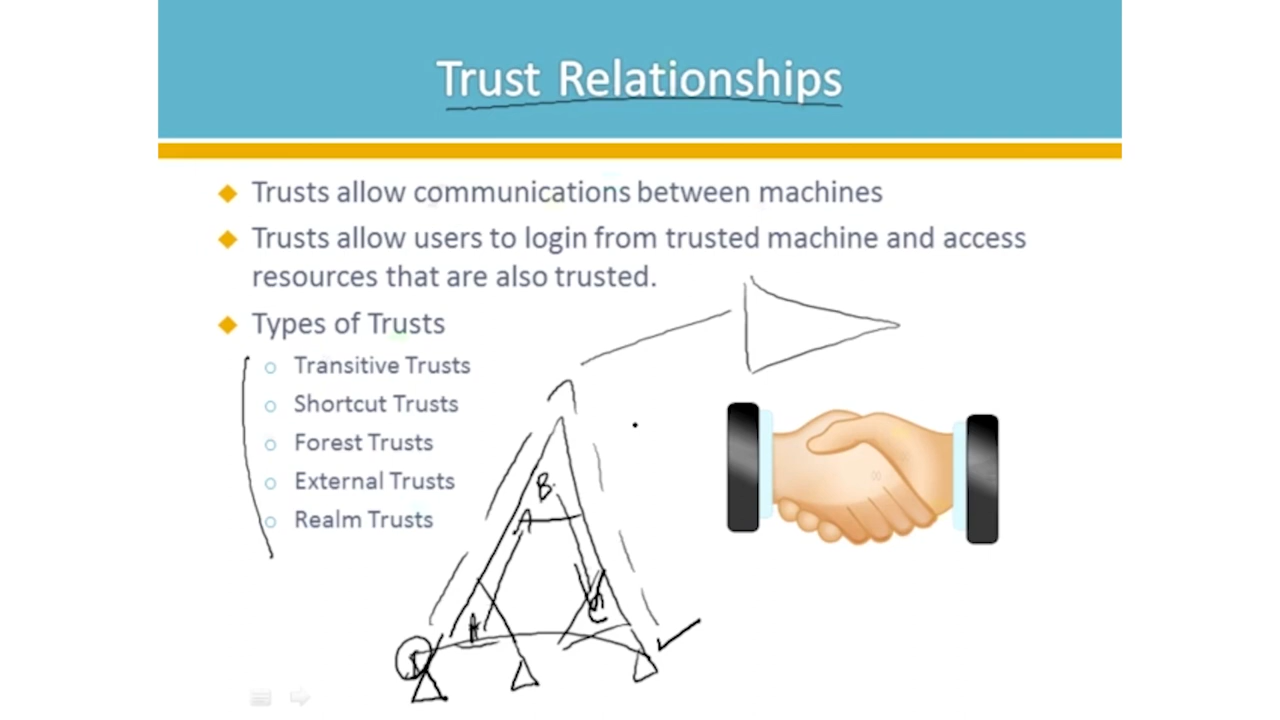 Trust Relationships
Trusts allow communications between machines
Trusts allow users to login from trusted machine and access
resources that are also trusted.
Types of Trusts
Transitive Trusts
Shortcut Trusts
Forest Trusts
External Trusts
Realm Trusts
B
A
C